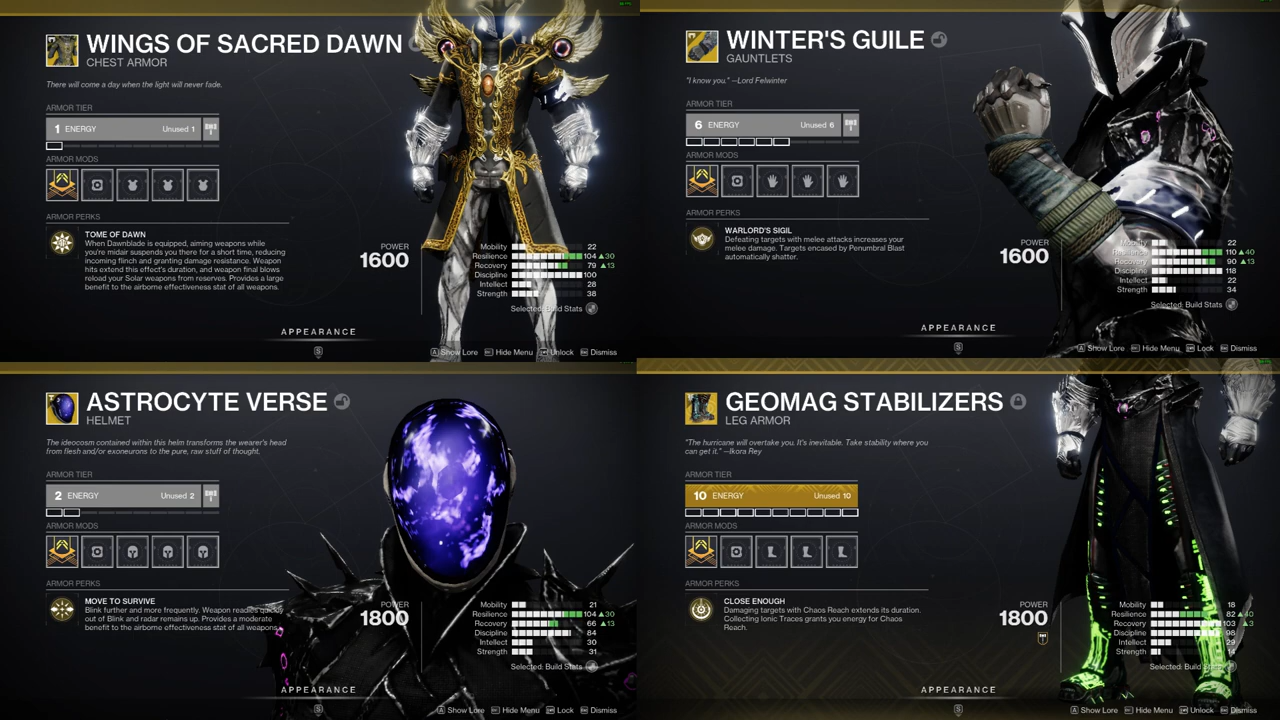 WINGS OF SACRED DAWN
CHEST ARMOR
There will come a day when the light will never fade.
ARMOR TIER
1 ENERGY Unused 1
ARMOR MODS
ARMOR PERKS
TOME OF DAWN
When Dawnblade is equipped, aiming weapons while
you're midair suspends you there for a short time, reducing
incoming flinch and granting damage resistance. Weapon
hits extend this effect's duration, and weapon final blows
reload your Solar weapons from reserves. Provides a large
benefit to the airborne effectiveness stat of all weapons.
POWER
1600
Mobility 22
Resilience 104 ▲30
Recovery 79 ▲13
Discipline 100
Intellect 28
Strength 38
Selected: Build Stats
APPEARANCE
S
Show Lore Hide Menu Unlock Dismiss
WINTER'S GUILE
GAUNTLETS
"I know you." —Lord Felwinter
ARMOR TIER
6 ENERGY Unused 6
ARMOR MODS
ARMOR PERKS
WARLORD'S SIGIL
Defeating targets with melee attacks increases your
melee damage. Targets encased by Penumbral Blast
automatically shatter.
POWER
1600
Mobility 22
Resilience 110 ▲40
Recovery 90 ▲13
Discipline 118
Intellect 22
Strength 34
Selected: Build Stats
APPEARANCE
S
Show Lore Hide Menu Lock Dismiss
ASTROCYTE VERSE
HELMET
The ideocosm contained within this helm transforms the wearer's head
from flesh and/or exoneurons to the pure, raw stuff of thought.
ARMOR TIER
2 ENERGY Unused 2
ARMOR MODS
ARMOR PERKS
MOVE TO SURVIVE
Blink further and more frequently. Weapon readies quickly
out of Blink and radar remains up. Provides a moderate
benefit to the airborne effectiveness stat of all weapons.
POWER
1800
Mobility 21
Resilience 104 ▲30
Recovery 66 ▲13
Discipline 84
Intellect 30
Strength 31
Selected: Build Stats
APPEARANCE
S
Show Lore Hide Menu Lock Dismiss
GEOMAG STABILIZERS
LEG ARMOR
"The hurricane will overtake you. It's inevitable. Take stability where you
can get it." —Ikora Rey
ARMOR TIER
10 ENERGY Unused 10
ARMOR MODS
ARMOR PERKS
CLOSE ENOUGH
Damaging targets with Chaos Reach extends its duration.
Collecting Ionic Traces grants you energy for Chaos
Reach.
POWER
1800
Mobility 18
Resilience 82 ▲40
Recovery 103 ▲3
Discipline 98
Intellect 29
Strength 14
Selected: Build Stats
APPEARANCE
S
Show Lore Hide Menu Unlock Dismiss